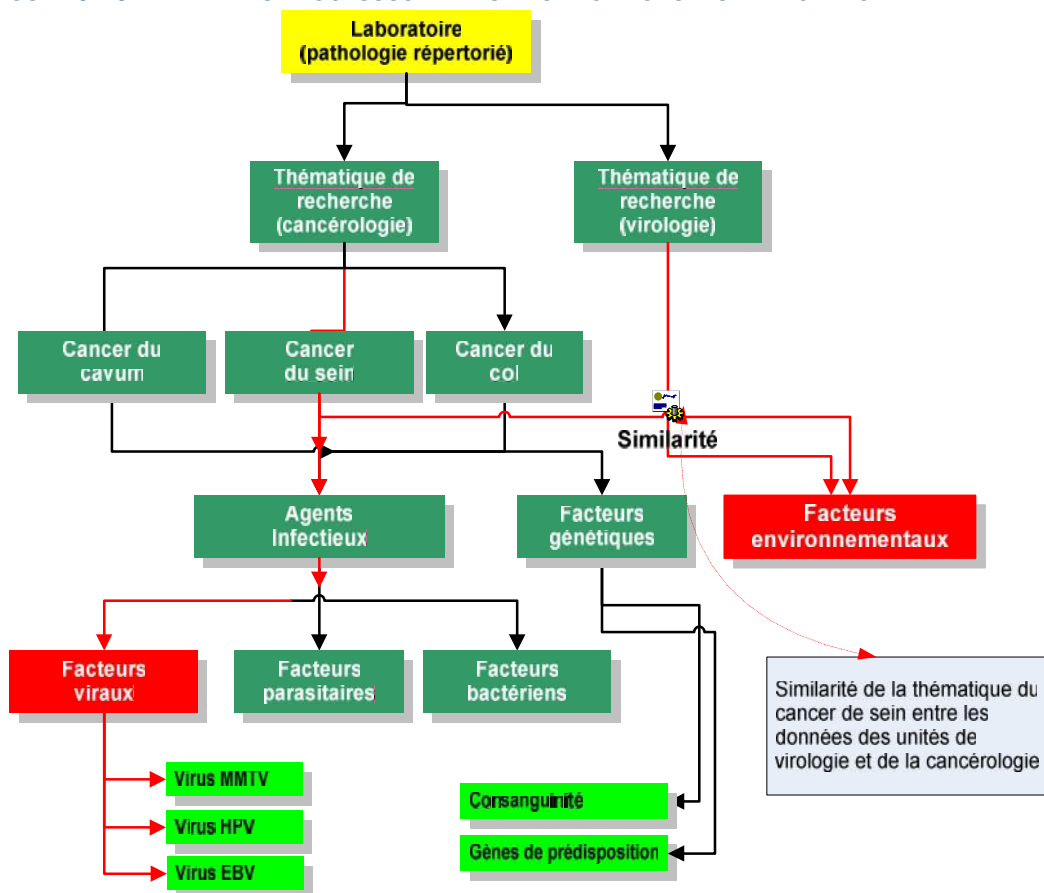 Laboratoire
(pathologie répertorié)
Thématique de
recherche
(cancérologie)
Thématique de
recherche
(virologie)
Cancer du
cavum
Cancer
du sein
Cancer du
col
Similarité
Agents
Infectieux
Facteurs
génétiques
Facteurs
environnementaux
Facteurs
viraux
Facteurs
parasitaires
Facteurs
bactériens
Similarité de la thématique du
cancer de sein entre les
données des unités de
virologie et de la cancérologie
Virus MMTV
Virus HPV
Virus EBV
Consanguinité
Gènes de prédisposition